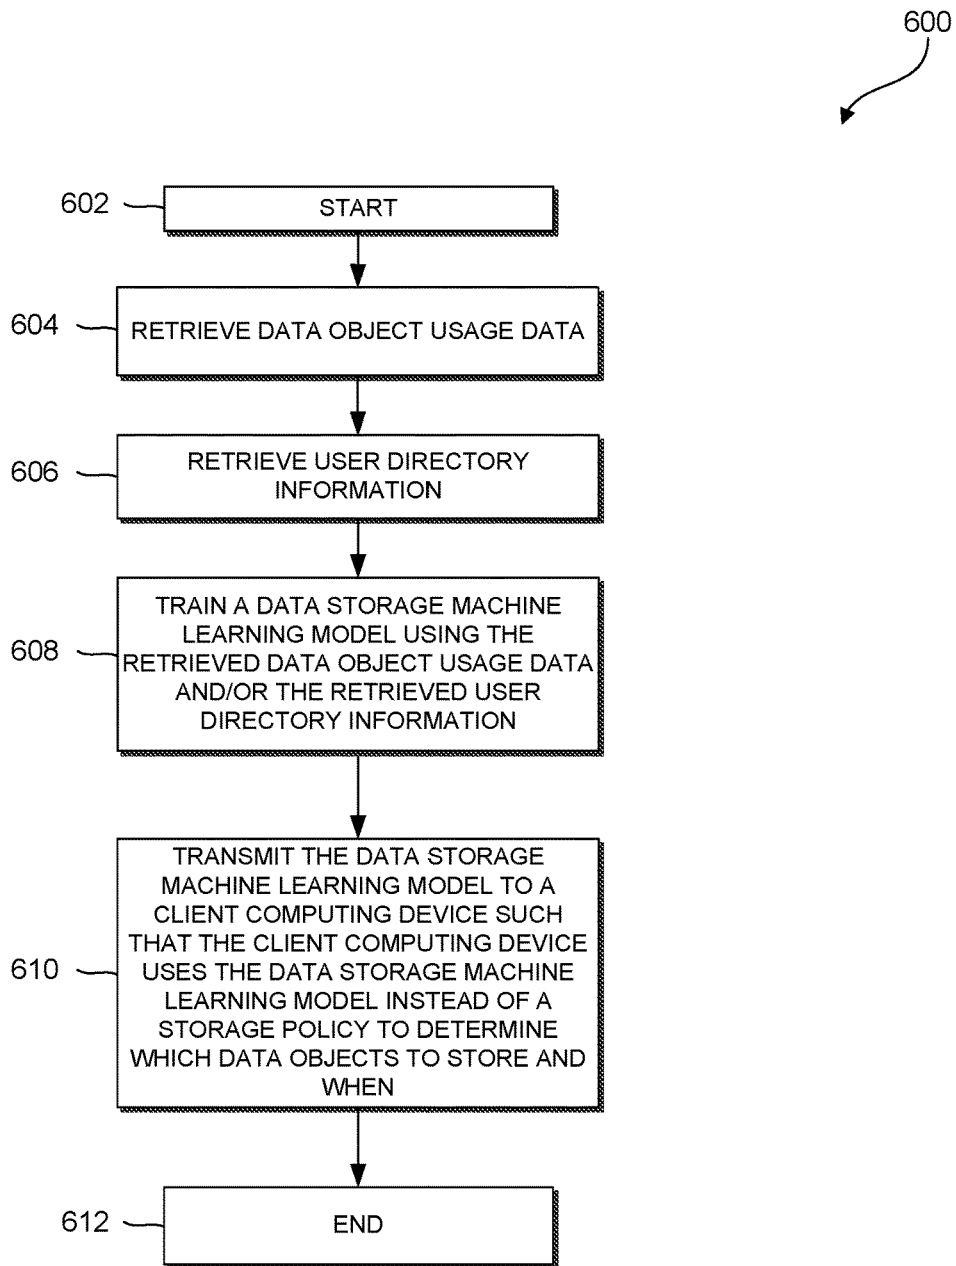 600
602
START
604
RETRIEVE DATA OBJECT USAGE DATA
606
RETRIEVE USER DIRECTORY
INFORMATION
608
TRAIN A DATA STORAGE MACHINE
LEARNING MODEL USING THE
RETRIEVED DATA OBJECT USAGE DATA
AND/OR THE RETRIEVED USER
DIRECTORY INFORMATION
610
TRANSMIT THE DATA STORAGE
MACHINE LEARNING MODEL TO A
CLIENT COMPUTING DEVICE SUCH
THAT THE CLIENT COMPUTING DEVICE
USES THE DATA STORAGE MACHINE
LEARNING MODEL INSTEAD OF A
STORAGE POLICY TO DETERMINE
WHICH DATA OBJECTS TO STORE AND
WHEN
612
END